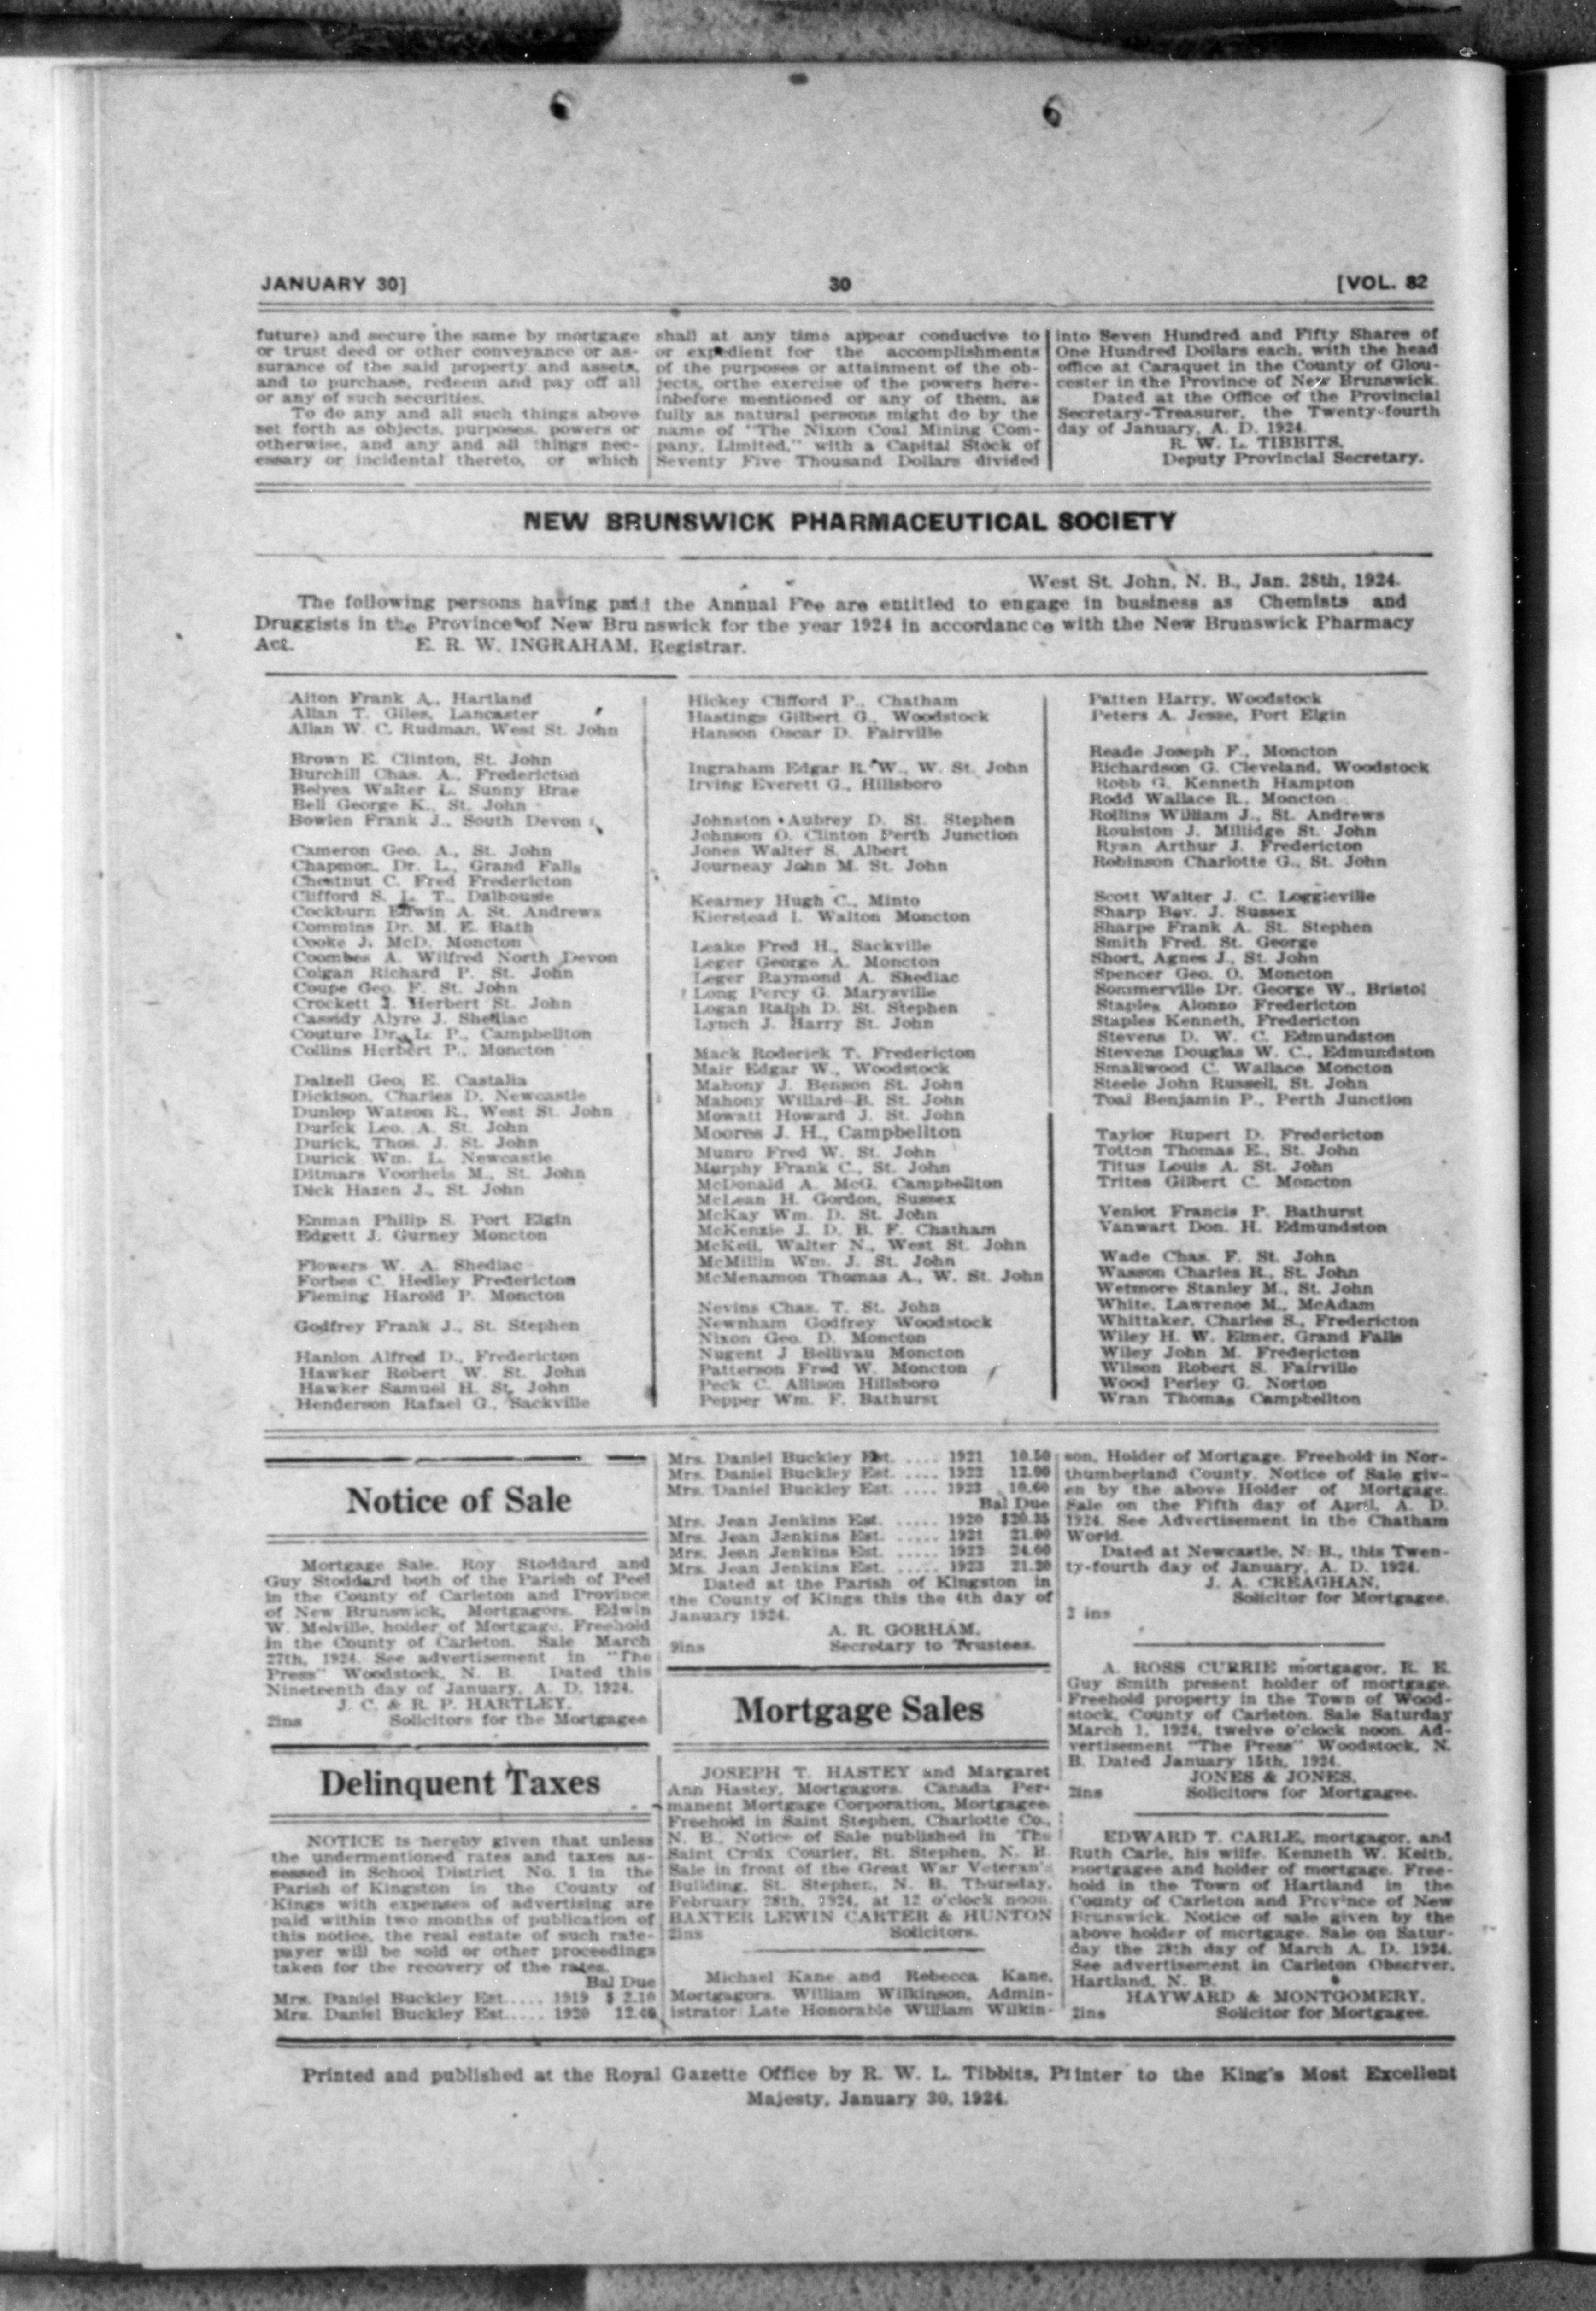 JANUARY 30]
30
[VOL. 82
future) and secure the same by mortgage
or trust deed or other conveyance or as-
surance of the said property and assets,
and to purchase, redeem and pay off all
or any of such securities.
To do any and all such things above
set forth as objects, purposes, powers or
otherwise, and any and all things nec-
essary or incidental thereto, or which
shall at any time appear conducive to
or expedient for the accomplishments
of the purposes or attainment of the ob-
jects, orthe exercise of the powers here-
inbefore mentioned or any of them, as
fully as natural persons might do by the
name of "The Nixon Coal Mining Com-
pany, Limited," with a Capital Stock of
Seventy Five Thousand Dollars divided
into Seven Hundred and Fifty Shares of
One Hundred Dollars each, with the head
office at Caraquet in the County of Glou-
cester in the Province of New Brunswick.
Dated at the Office of the Provincial
Secretary-Treasurer, the Twenty-fourth
day of January, A. D. 1924.
R. W. L. TIBBITS,
Deputy Provincial Secretary.
NEW BRUNSWICK PHARMACEUTICAL SOCIETY
West St. John, N. B., Jan. 28th, 1924.
The following persons having paid the Annual Fee are entitled to engage in business as Chemists and
Druggists in the Province of New Brunswick for the year 1924 in accordance with the New Brunswick Pharmacy
Act. E. R. W. INGRAHAM, Registrar.
Aiton Frank A., Hartland
Allan T. Giles, Lancaster
Allan W. C. Rudman, West St. John
Brown E. Clinton, St. John
Burchill Chas. A., Fredericton
Belyea Walter L. Sunny Brae
Bell George K., St. John
Bowlen Frank J., South Devon
Cameron Geo. A., St. John
Chapmon, Dr. L., Grand Falls
Chestnut C. Fred Fredericton
Clifford S. L. T., Dalhousie
Cockburn Edwin A. St. Andrews
Commins Dr. M. E. Bath
Cooke J. McD. Moncton
Coombes A. Wilfred North Devon
Colgan Richard P. St. John
Coupe Geo. F. St. John
Crockett J. Herbert St. John
Cassidy Alyre J. Shediac
Couture Dr. L. P., Campbellton
Collins Herbert P., Moncton
Dalzell Geo. E. Castalia
Dickison, Charles D. Newcastle
Dunlop Watson R., West St. John
Durick Leo. A. St. John
Durick, Thos. J. St. John
Durick Wm. L. Newcastle
Ditmars Voorheis M., St. John
Dick Hazen J., St. John
Enman Philip S. Port Elgin
Edgett J. Gurney Moncton
Flowers W. A. Shediac
Forbes C. Hedley Fredericton
Fleming Harold P. Moncton
Godfrey Frank J., St. Stephen
Hanlon Alfred D., Fredericton
Hawker Robert W. St. John
Hawker Samuel H. St. John
Henderson Rafael G., Sackville
Hickey Clifford P., Chatham
Hastings Gilbert G., Woodstock
Hanson Oscar D. Fairville
Ingraham Edgar R. W., W. St. John
Irving Everett G., Hillsboro
Johnston Aubrey D. St. Stephen
Johnson O. Clinton Perth Junction
Jones Walter S. Albert
Journeay John M. St. John
Kearney Hugh C., Minto
Kierstead I. Walton Moncton
Leake Fred H., Sackville
Leger George A. Moncton
Leger Raymond A. Shediac
Long Percy G. Marysville
Logan Ralph D. St. Stephen
Lynch J. Harry St. John
Mack Roderick T. Fredericton
Mair Edgar W., Woodstock
Mahony J. Benson St. John
Mahony Willard B. St. John
Mowatt Howard J. St. John
Moores J. H., Campbellton
Munro Fred W. St. John
Murphy Frank C., St. John
McDonald A. McG. Campbellton
McLean H. Gordon, Sussex
McKay Wm. D. St. John
McKenzie J. D. B. F. Chatham
McKeil, Walter N., West St. John
McMillin Wm. J. St. John
McMenamon Thomas A., W. St. John
Nevins Chas. T. St. John
Newnham Godfrey Woodstock
Nixon Geo. D. Moncton
Nugent J Bellivau Moncton
Patterson Fred W. Moncton
Peck C. Allison Hillsboro
Pepper Wm. F. Bathurst
Patten Harry, Woodstock
Peters A. Jesse, Port Elgin
Reade Joseph F., Moncton
Richardson G. Cleveland, Woodstock
Robb G. Kenneth Hampton
Rodd Wallace R., Moncton
Rollins William J., St. Andrews
Roulston J. Millidge St. John
Ryan Arthur J. Fredericton
Robinson Charlotte G., St. John
Scott Walter J. C. Loggieville
Sharp Bev. J. Sussex
Sharpe Frank A. St. Stephen
Smith Fred. St. George
Short, Agnes J., St. John
Spencer Geo. O. Moncton
Sommerville Dr. George W., Bristol
Staples Alonzo Fredericton
Staples Kenneth, Fredericton
Stevens D. W. C. Edmundston
Stevens Douglas W. C., Edmundston
Smallwood C. Wallace Moncton
Steele John Russell, St. John
Toal Benjamin P., Perth Junction
Taylor Rupert D. Fredericton
Totton Thomas E., St. John
Titus Louis A. St. John
Trites Gilbert C. Moncton
Veniot Francis P. Bathurst
Vanwart Don. H. Edmundston
Wade Chas. F. St. John
Wasson Charles R., St. John
Wetmore Stanley M., St. John
White, Lawrence M., McAdam
Whittaker, Charles S., Fredericton
Wiley H. W. Elmer, Grand Falls
Wiley John M. Fredericton
Wilson Robert S. Fairville
Wood Perley G. Norton
Wran Thomas Campbellton
Notice of Sale
Mortgage Sale. Roy Stoddard and
Guy Stoddard both of the Parish of Peel
in the County of Carleton and Province
of New Brunswick, Mortgagors. Edwin
W. Melville, holder of Mortgage. Freehold
in the County of Carleton. Sale March
27th, 1924. See advertisement in "The
Press" Woodstock, N. B. Dated this
Nineteenth day of January, A. D. 1924.
J. C. & R. P. HARTLEY,
2ins Solicitors for the Mortgagee
Delinquent Taxes
NOTICE is hereby given that unless
the undermentioned rates and taxes as-
sessed in School District No. 1 in the
Parish of Kingston in the County of
Kings with expenses of advertising are
paid within two months of publication of
this notice, the real estate of such rate-
payer will be sold or other proceedings
taken for the recovery of the rates.
Bal Due
Mrs. Daniel Buckley Est..... 1919 $ 2.10
Mrs. Daniel Buckley Est..... 1920 12.40
Mrs. Daniel Buckley Est. .... 1921 10.50
Mrs. Daniel Buckley Est. .... 1922 12.00
Mrs. Daniel Buckley Est. .... 1923 10.60
Bal Due
Mrs. Jean Jenkins Est. ..... 1920 $20.35
Mrs. Jean Jenkins Est. ..... 1921 21.00
Mrs. Jean Jenkins Est. ..... 1922 24.00
Mrs. Jean Jenkins Est. ..... 1923 21.20
Dated at the Parish of Kingston in
the County of Kings this the 4th day of
January 1924.
A. R. GORHAM,
9ins Secretary to Trustees.
Mortgage Sales
JOSEPH T. HASTEY and Margaret
Ann Hastey, Mortgagors. Canada Per-
manent Mortgage Corporation, Mortgagee.
Freehold in Saint Stephen, Charlotte Co.,
N. B., Notice of Sale published in The
Saint Croix Courier, St. Stephen, N. B.
Sale in front of the Great War Veteran's
Building, St. Stephen, N. B. Thursday,
February 28th, 1924, at 12 o'clock noon.
BAXTER LEWIN CARTER & HUNTON
2ins Solicitors.
Michael Kane and Rebecca Kane,
Mortgagors. William Wilkinson, Admin-
istrator Late Honorable William Wilkin-
son, Holder of Mortgage. Freehold in Nor-
thumberland County. Notice of Sale giv-
en by the above Holder of Mortgage.
Sale on the Fifth day of April, A. D.
1924. See Advertisement in the Chatham
World.
Dated at Newcastle, N. B., this Twen-
ty-fourth day of January, A. D. 1924.
J. A. CREAGHAN,
Solicitor for Mortgagee.
2 ins
A. ROSS CURRIE mortgagor, R. E.
Guy Smith present holder of mortgage.
Freehold property in the Town of Wood-
stock, County of Carleton. Sale Saturday
March 1, 1924, twelve o'clock noon. Ad-
vertisement "The Press" Woodstock, N.
B. Dated January 15th, 1924.
JONES & JONES,
2ins Solicitors for Mortgagee.
EDWARD T. CARLE, mortgagor, and
Ruth Carle, his wife. Kenneth W. Keith,
mortgagee and holder of mortgage. Free-
hold in the Town of Hartland in the
County of Carleton and Province of New
Brunswick. Notice of sale given by the
above holder of mortgage. Sale on Satur-
day the 28th day of March A. D. 1924.
See advertisement in Carleton Observer,
Hartland, N. B.
HAYWARD & MONTGOMERY,
2ins Solicitor for Mortgagee.
Printed and published at the Royal Gazette Office by R. W. L. Tibbits, Printer to the King's Most Excellent
Majesty, January 30, 1924.